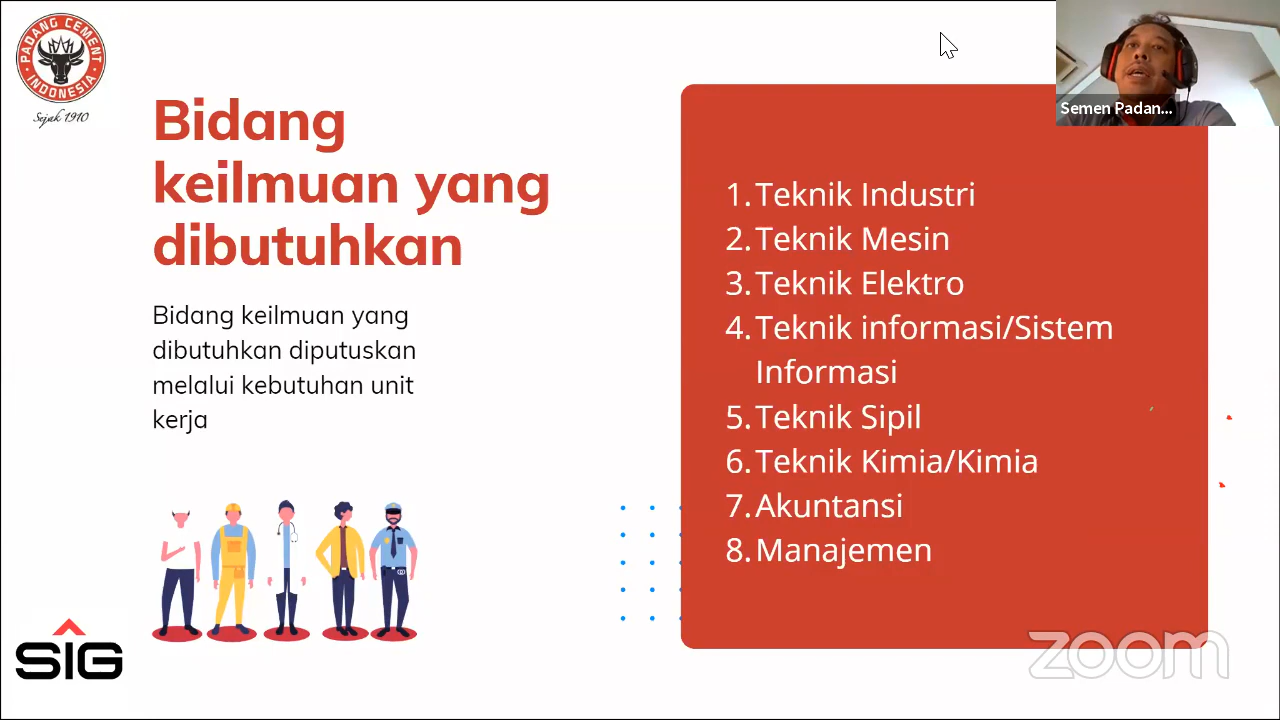 PADANG CEMENT
INDONESIA
Sejak 1910
Bidang
keilmuan yang
dibutuhkan
Bidang keilmuan yang
dibutuhkan diputuskan
melalui kebutuhan unit
kerja
SIG
Semen Padan...
1. Teknik Industri
2. Teknik Mesin
3. Teknik Elektro
4. Teknik informasi/Sistem
Informasi
5. Teknik Sipil
6. Teknik Kimia/Kimia
7. Akuntansi
8. Manajemen
zoom